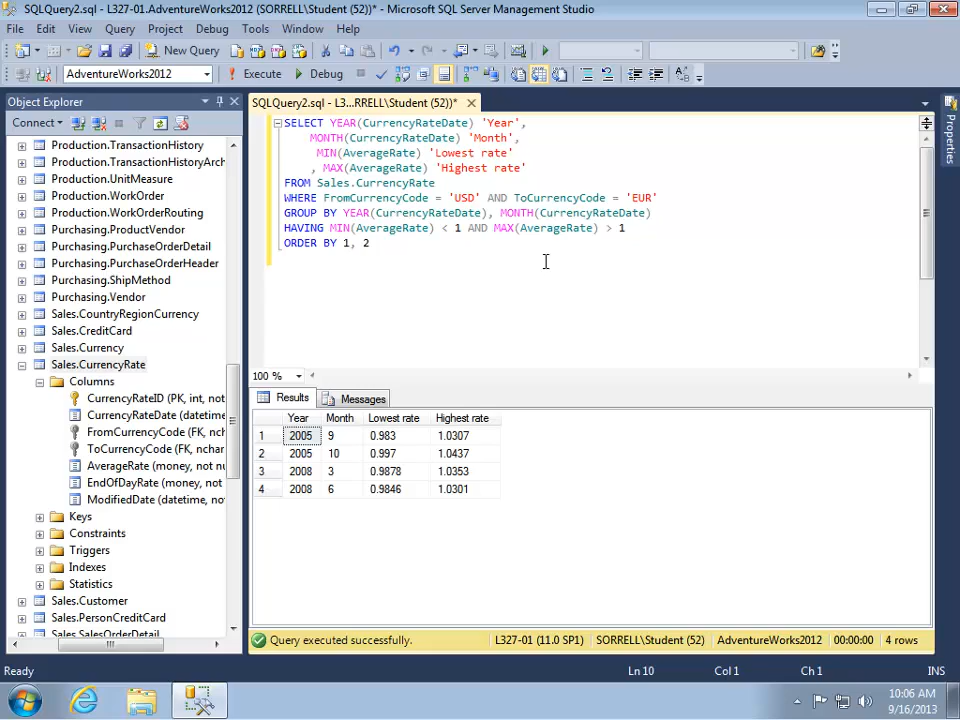 SQLQuery2.sql - L327-01.AdventureWorks2012 (SORRELL\Student (52))* - Microsoft SQL Server Management Studio
File Edit View Query Project Debug Tools Window Help
New Query
AdventureWorks2012 Execute Debug
Object Explorer
SQLQuery2.sql - L3...RRELL\Student (52))*
Connect
Production.TransactionHistory
Production.TransactionHistoryArch
Production.UnitMeasure
Production.WorkOrder
Production.WorkOrderRouting
Purchasing.ProductVendor
Purchasing.PurchaseOrderDetail
Purchasing.PurchaseOrderHeader
Purchasing.ShipMethod
Purchasing.Vendor
Sales.CountryRegionCurrency
Sales.CreditCard
Sales.Currency
Sales.CurrencyRate
Columns
CurrencyRateID (PK, int, not
CurrencyRateDate (datetime
FromCurrencyCode (FK, nch
ToCurrencyCode (FK, nchar
AverageRate (money, not nu
EndOfDayRate (money, not
ModifiedDate (datetime, no
Keys
Constraints
Triggers
Indexes
Statistics
Sales.Customer
Sales.PersonCreditCard
Sales.SalesOrderDetail
SELECT YEAR(CurrencyRateDate) 'Year',
MONTH(CurrencyRateDate) 'Month',
MIN(AverageRate) 'Lowest rate'
, MAX(AverageRate) 'Highest rate'
FROM Sales.CurrencyRate
WHERE FromCurrencyCode = 'USD' AND ToCurrencyCode = 'EUR'
GROUP BY YEAR(CurrencyRateDate), MONTH(CurrencyRateDate)
HAVING MIN(AverageRate) < 1 AND MAX(AverageRate) > 1
ORDER BY 1, 2
100 %
Results Messages
Year Month Lowest rate Highest rate
1 2005 9 0.983 1.0307
2 2005 10 0.997 1.0437
3 2008 3 0.9878 1.0353
4 2008 6 0.9846 1.0301
Query executed successfully. L327-01 (11.0 SP1) SORRELL\Student (52) AdventureWorks2012 00:00:00 4 rows
Properties
Ready Ln 10 Col 1 Ch 1 INS
10:06 AM
9/16/2013